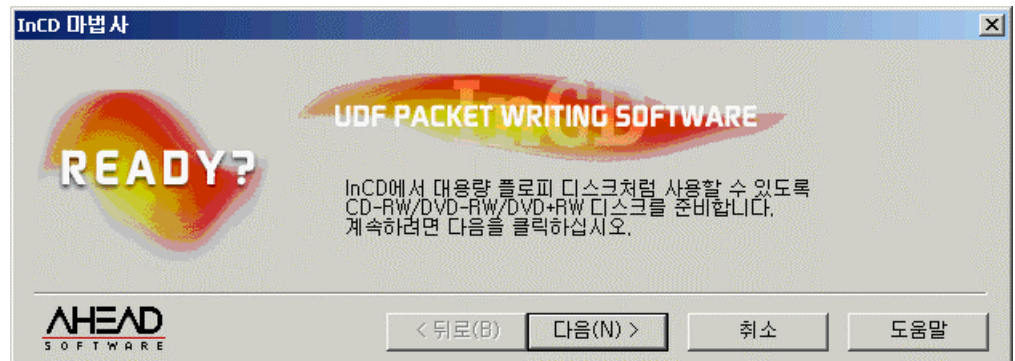 InCD 마법사
InCD
UDF PACKET WRITING SOFTWARE
READY?
InCD에서 대용량 플로피 디스크처럼 사용할 수 있도록
CD-RW/DVD-RW/DVD+RW 디스크를 준비합니다.
계속하려면 다음을 클릭하십시오.
AHEAD
SOFTWARE
< 뒤로(B)
다음(N) >
취소
도움말